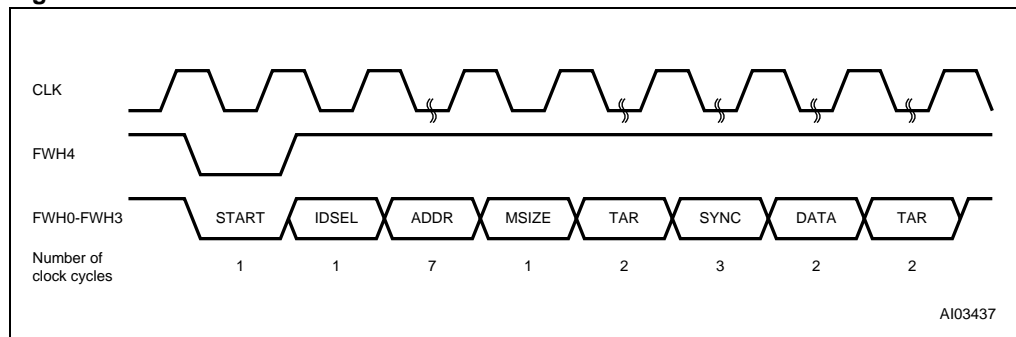 CLK
FWH4
FWH0-FWH3 START IDSEL ADDR MSIZE TAR SYNC DATA TAR
Number of
clock cycles 1 1 7 1 2 3 2 2
AI03437